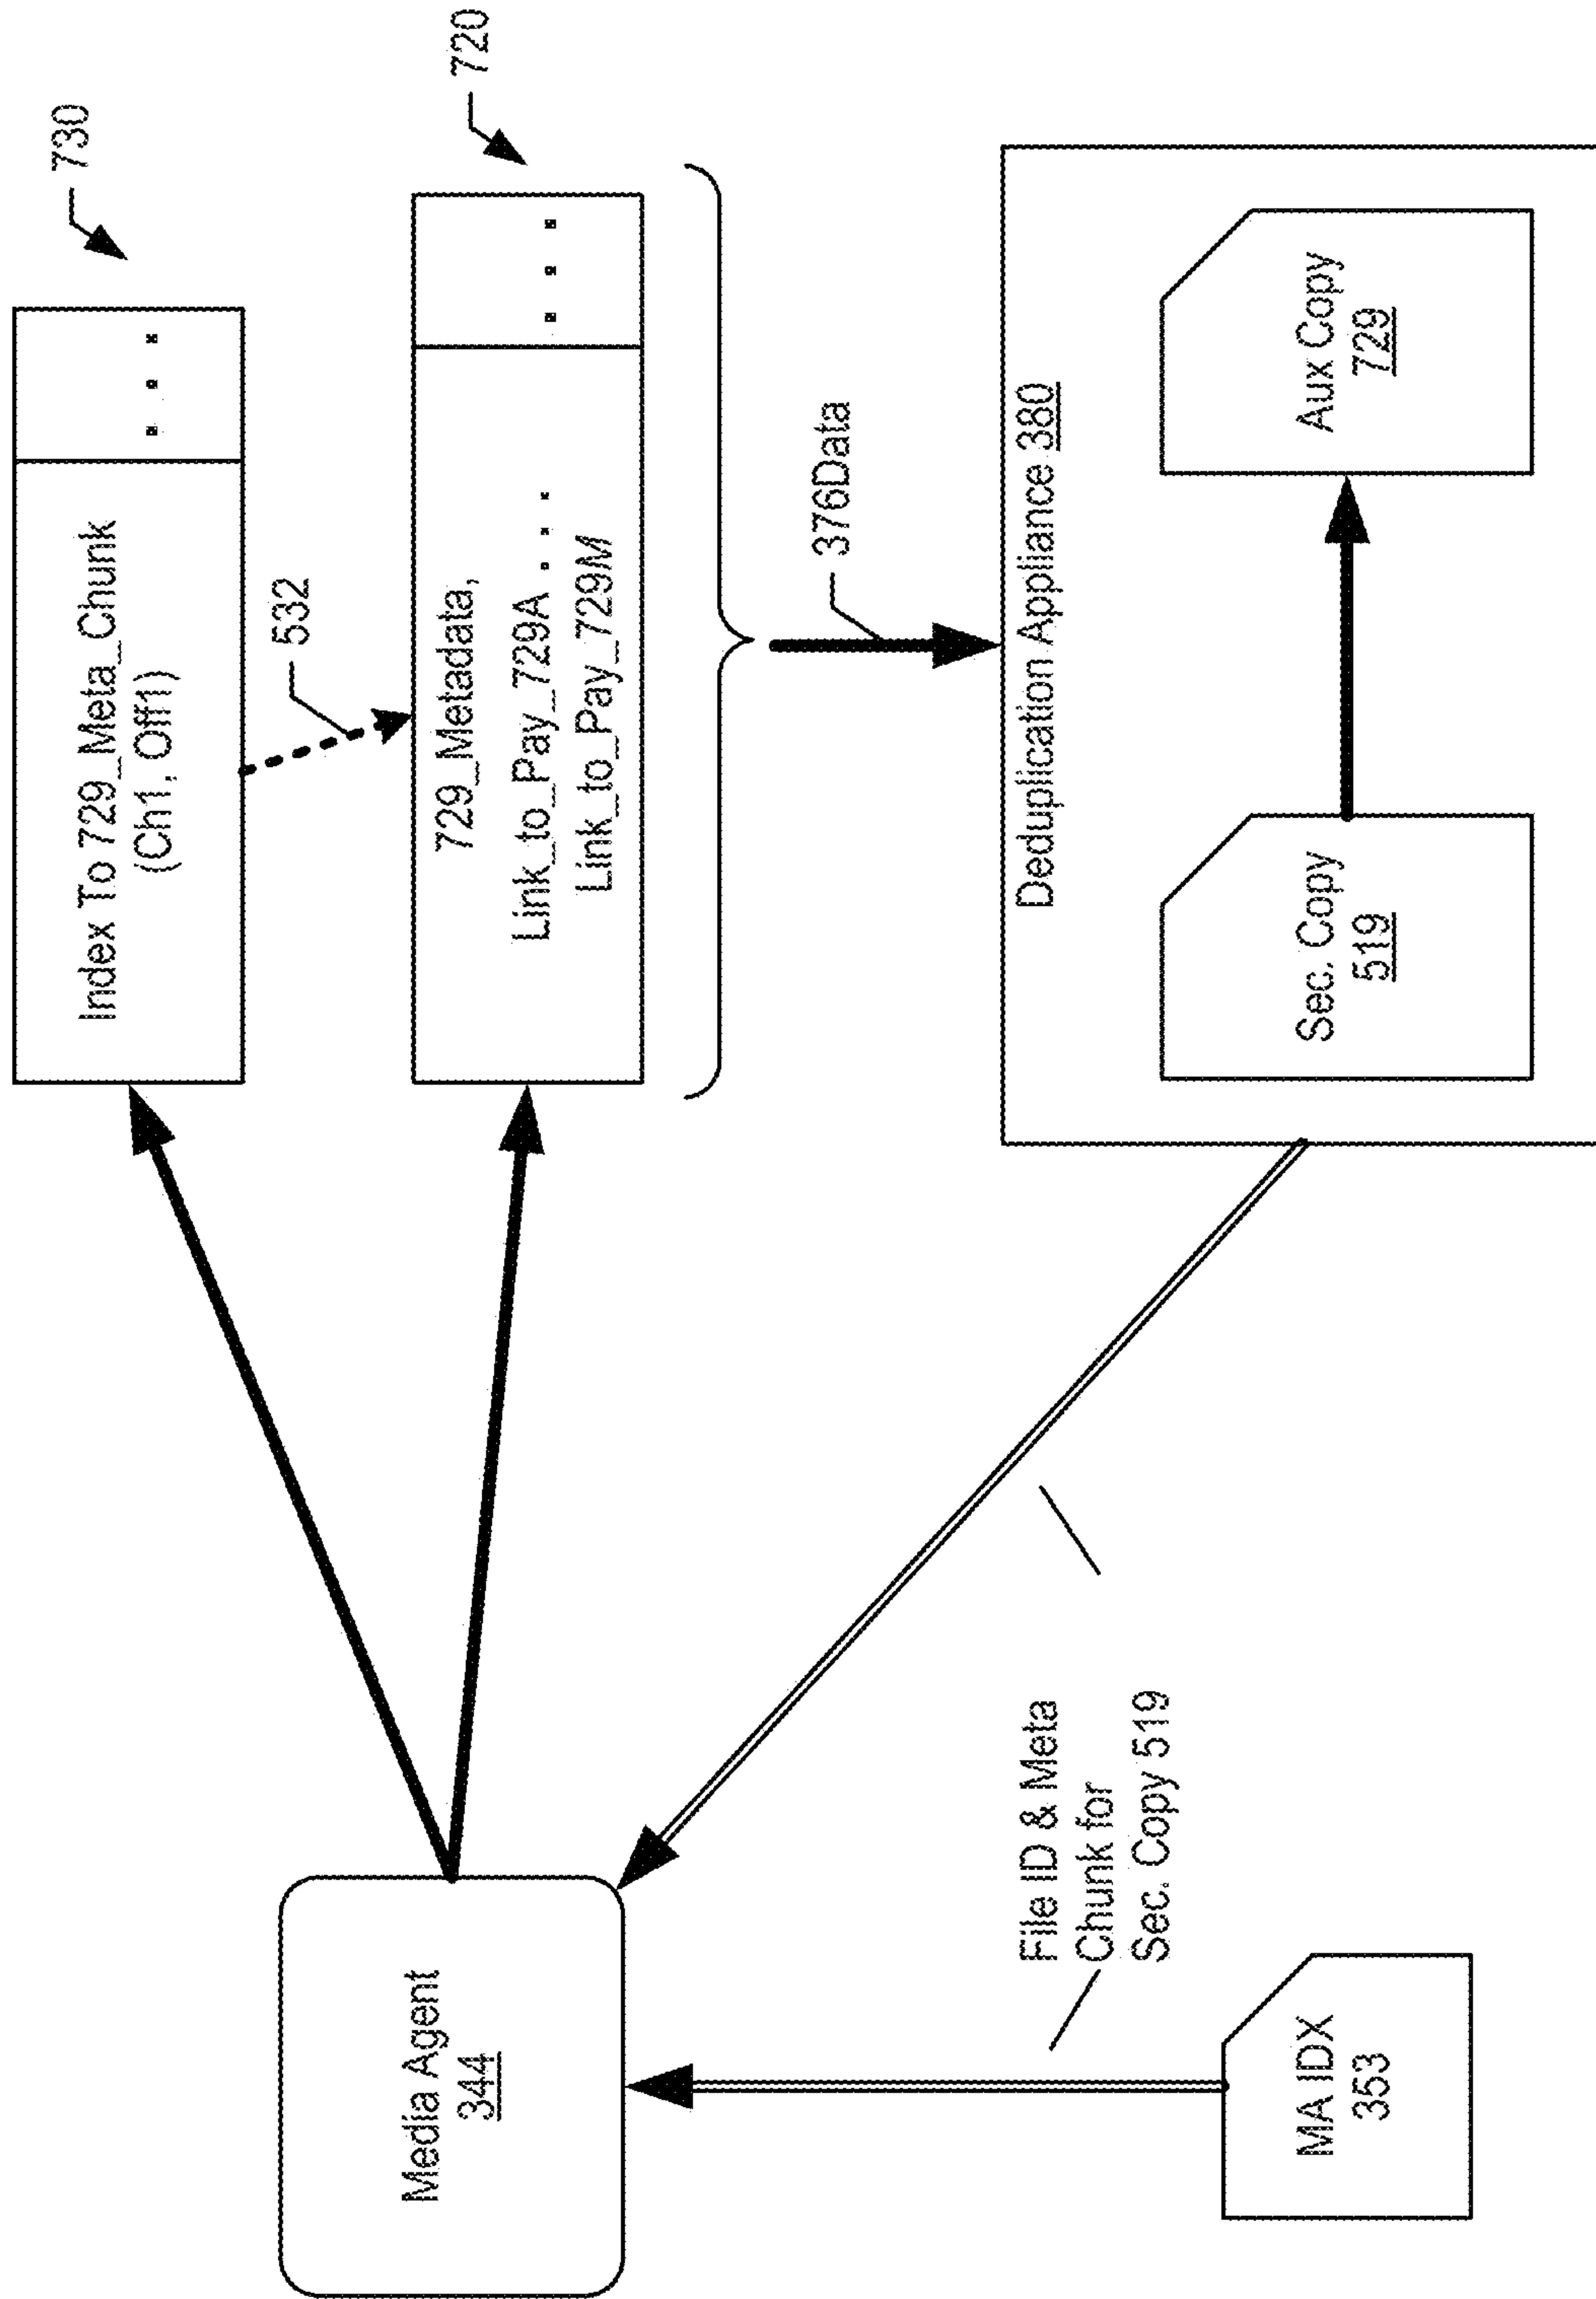 730
Index To 729_Meta_Chunk
(Ch1, Off1)
. . .
532
720
729_Metadata,
Link_to_Pay_729A . . .
Link_to_Pay_729M
. . .
Media Agent
344
376Data
File ID & Meta
Chunk for
Sec. Copy 519
MA IDX
353
Deduplication Appliance 380
Sec. Copy
519
Aux Copy
729